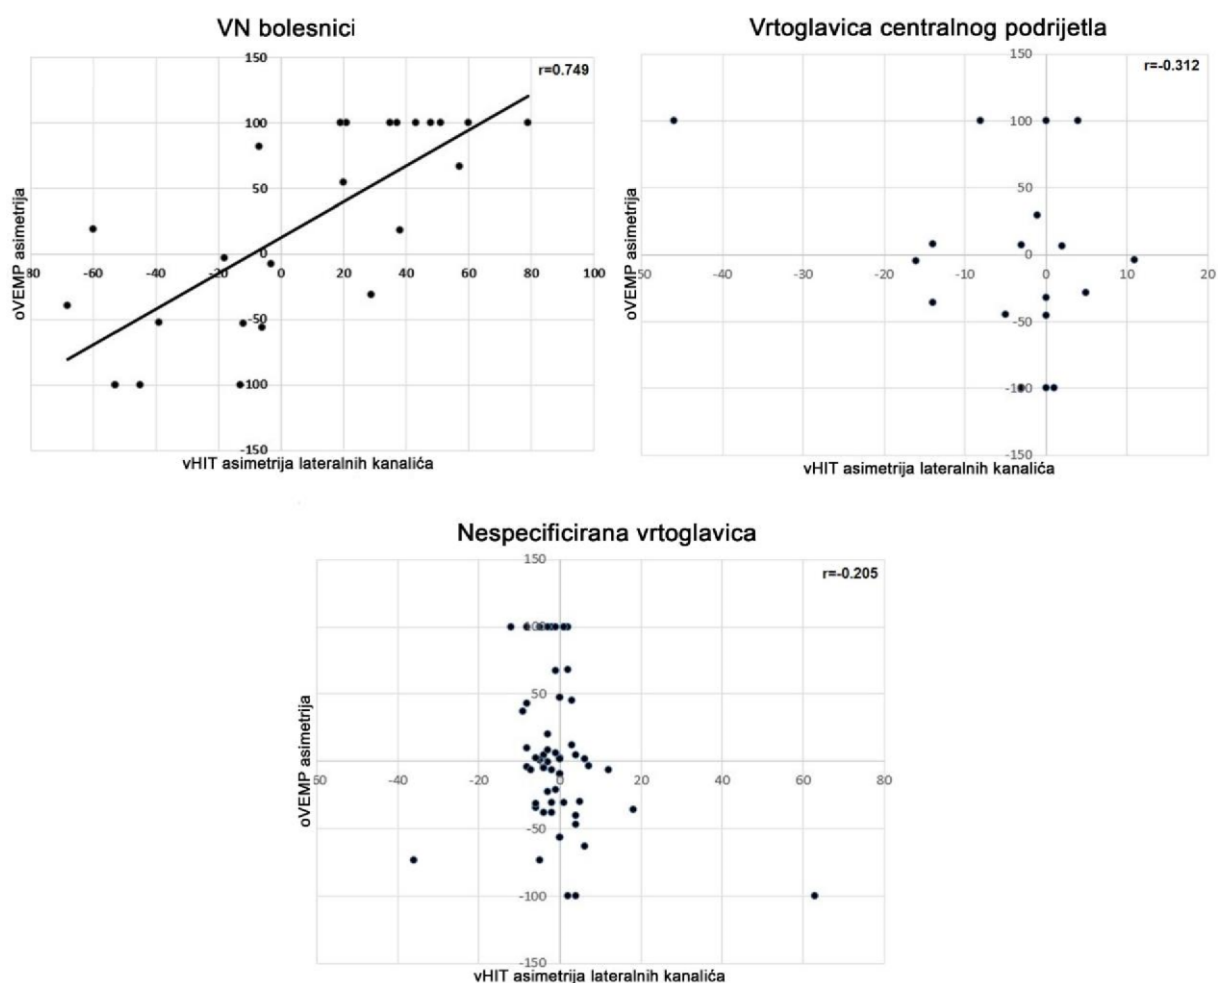 VN bolesnici
150
r=0.749
100
50
0
80 -60 -40 -20 0 20 40 60 80 100
-50
-100
-150
oVEMP asimetrija
vHIT asimetrija lateralnih kanalića
Vrtoglavica centralnog podrijetla
150
r=-0.312
100
50
0
-50 -40 -30 -20 -10 0 10 20
-50
-100
-150
oVEMP asimetrija
vHIT asimetrija lateralnih kanalića
Nespecificirana vrtoglavica
150
r=-0.205
100
50
-40 -20 0 20 40 60 80
-50
-100
-150
oVEMP asimetrija
vHIT asimetrija lateralnih kanalića